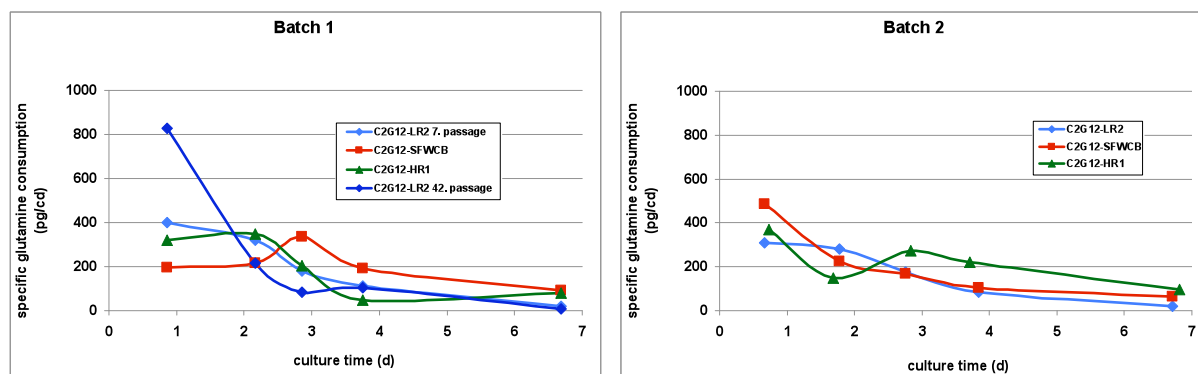 Batch 1
specific glutamine consumption
(pg/cd)
1000
800
600
400
200
0
0 1 2 3 4 5 6 7
culture time (d)
C2G12-LR2 7. passage
C2G12-SFWCB
C2G12-HR1
C2G12-LR2 42. passage
Batch 2
specific glutamine consumption
(pg/cd)
1000
800
600
400
200
0
0 1 2 3 4 5 6 7
culture time (d)
C2G12-LR2
C2G12-SFWCB
C2G12-HR1